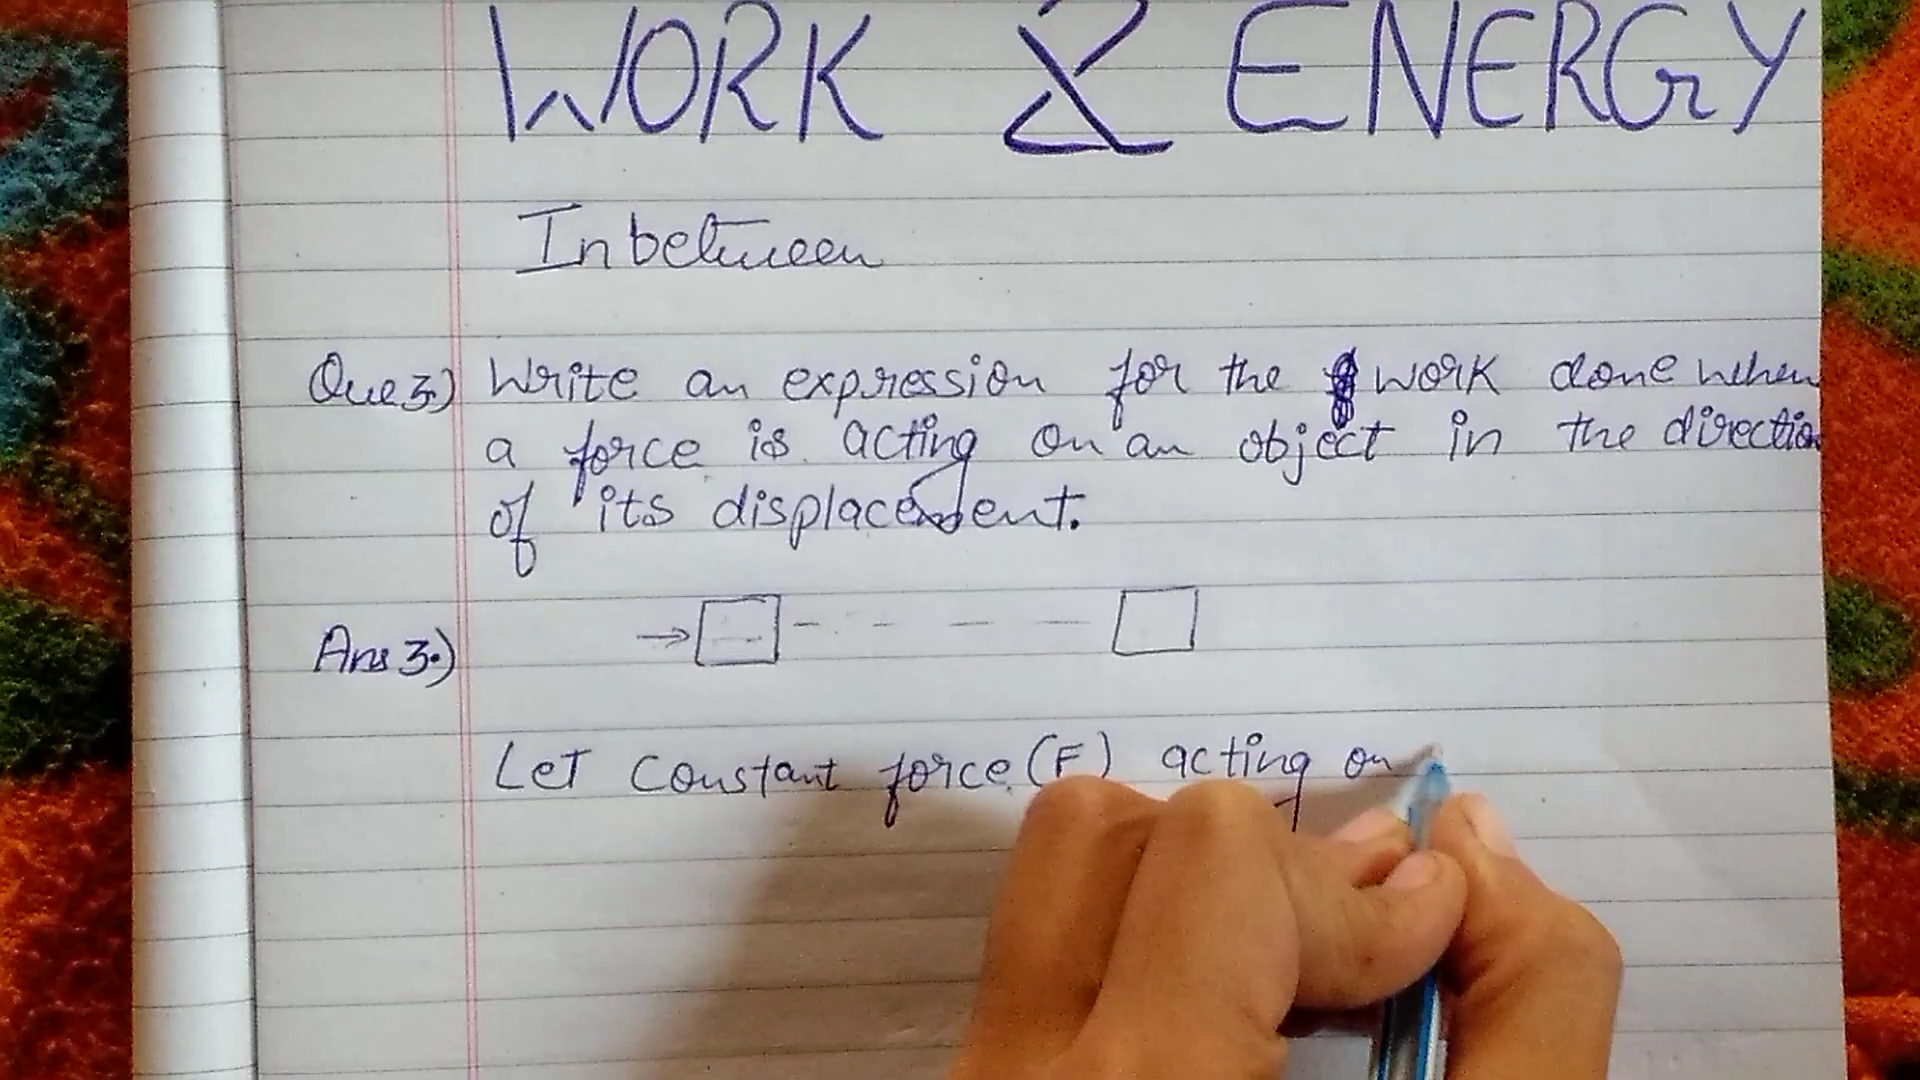 WORK & ENERGY
Inbetween
Que 3.) Write an expression for the work done when
a force is acting on an object in the direction
of its displacement.
Ans 3.)
Let Constant force (F) acting on